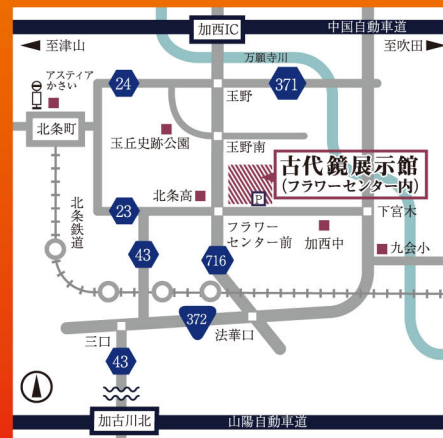 加西IC
中国自動車道
至津山
至吹田
万願寺川
アスティア
かさい
24
371
玉野
北条町
玉丘史跡公園
玉野南
古代鏡展示館
(フラワーセンター内)
北条高
P
北条鉄道
23
フラワー
センター前
下宮木
加西中
九会小
43
716
372
三口
法華口
43
加古川北
山陽自動車道